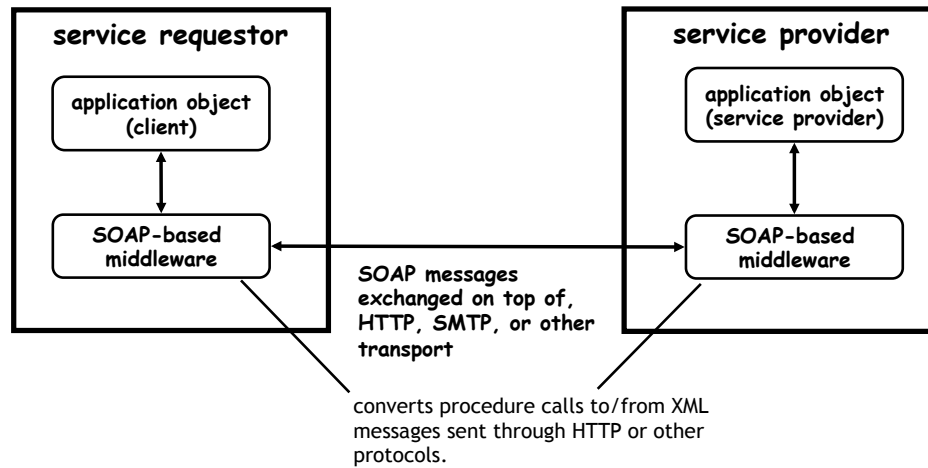 service requestor
application object
(client)
SOAP-based
middleware
service provider
application object
(service provider)
SOAP-based
middleware
SOAP messages
exchanged on top of,
HTTP, SMTP, or other
transport
converts procedure calls to/from XML
messages sent through HTTP or other
protocols.